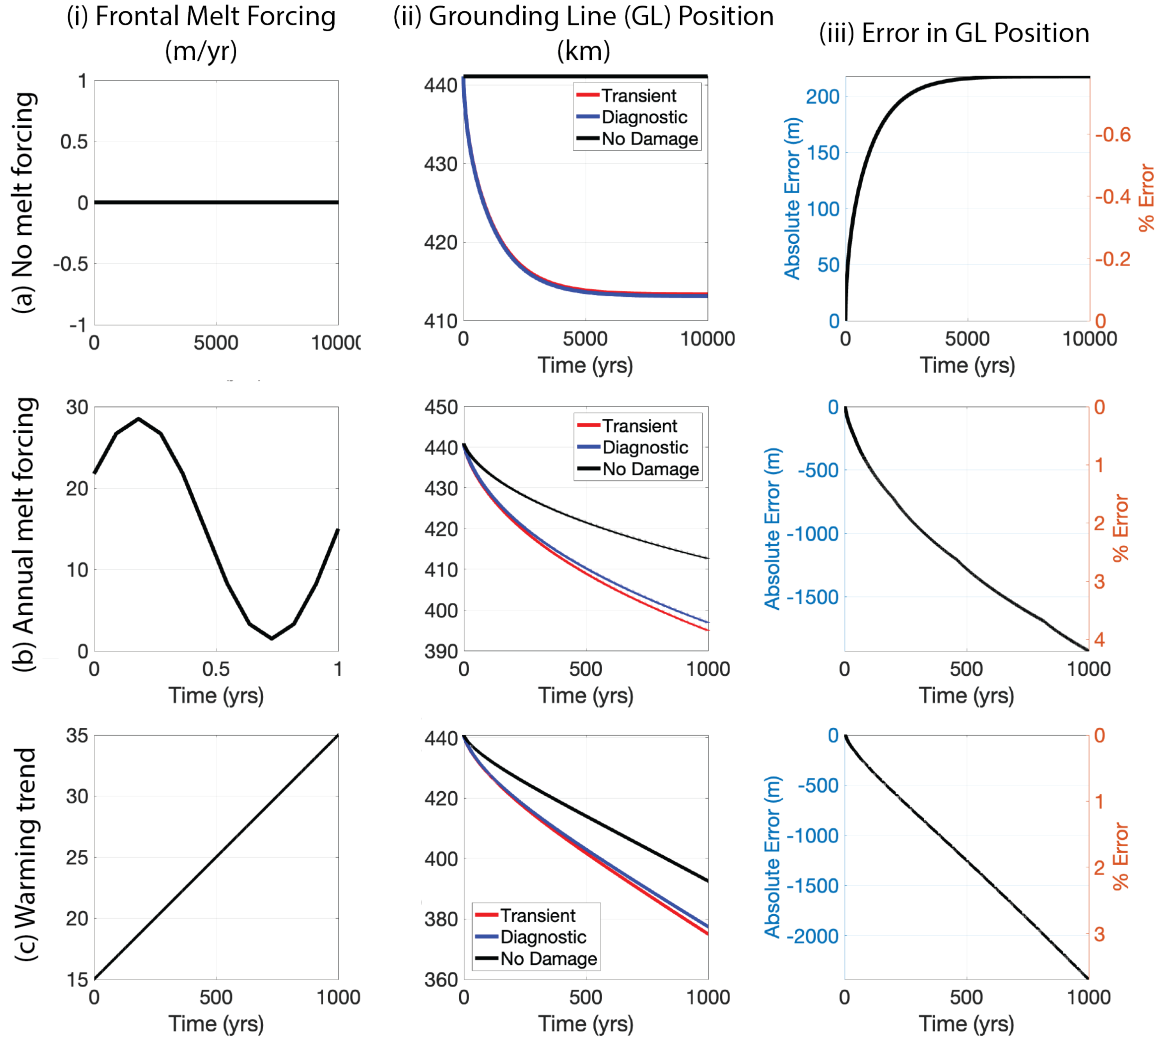 (i) Frontal Melt Forcing
(m/yr)
(ii) Grounding Line (GL) Position
(km)
(iii) Error in GL Position
(a) No melt forcing
1
0.5
0
-0.5
-1
0
5000
1000
440
430
420
410
Transient
Diagnostic
No Damage
0
5000
10000
Time (yrs)
Absolute Error (m)
200
150
100
50
0
-0.6
-0.4
-0.2
0
% Error
0
5000
10000
Time (yrs)
(b) Annual melt forcing
30
20
10
0
0
0.5
1
Time (yrs)
450
440
430
420
410
400
390
Transient
Diagnostic
No Damage
0
500
1000
Time (yrs)
Absolute Error (m)
0
-500
-1000
-1500
0
1
2
3
4
% Error
0
500
1000
Time (yrs)
(c) Warming trend
35
30
25
20
15
0
500
1000
Time (yrs)
440
420
400
380
360
Transient
Diagnostic
No Damage
0
500
1000
Time (yrs)
Absolute Error (m)
0
-500
-1000
-1500
-2000
0
1
2
3
% Error
0
500
1000
Time (yrs)